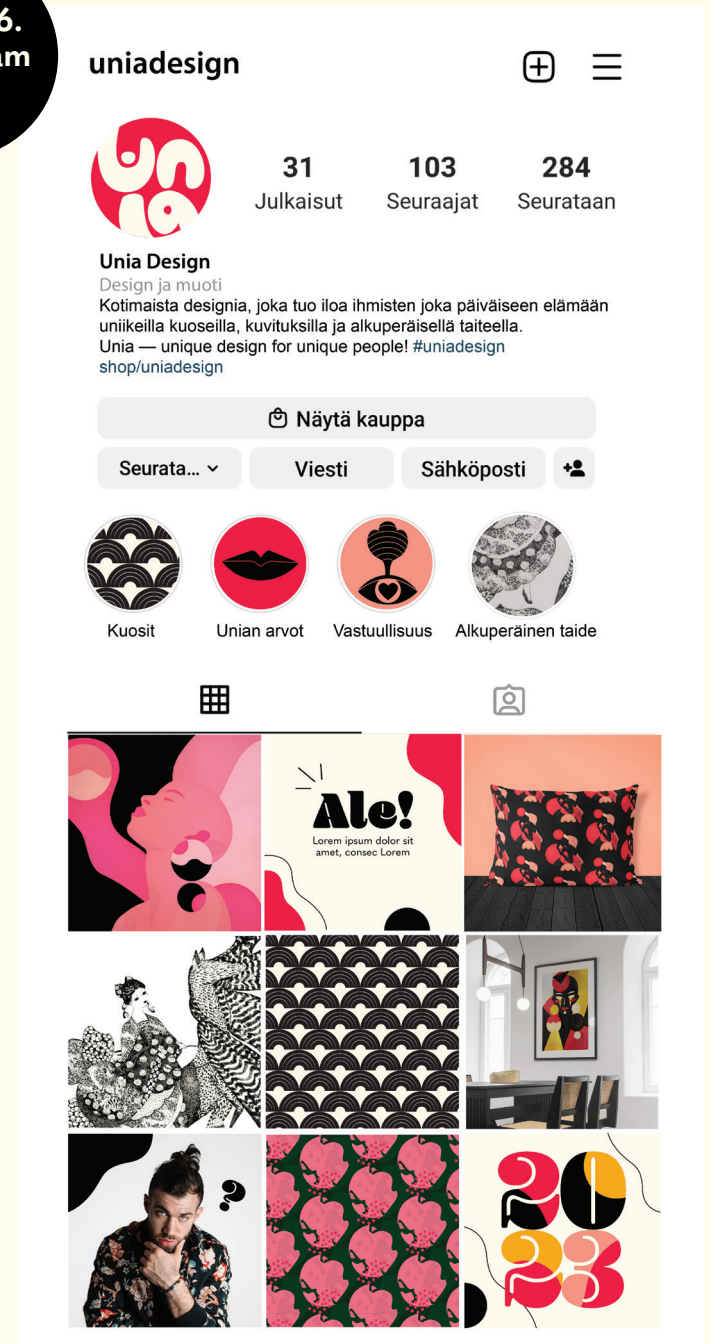 6.
am
uniadesign
Unia
31
103
284
Julkaisut
Seuraajat
Seurataan
Unia Design
Design ja muoti
Kotimaista designia, joka tuo iloa ihmisten joka päiväiseen elämään
uniikeilla kuoseilla, kuvituksilla ja alkuperäisellä taiteella.
Unia — unique design for unique people! #uniadesign
shop/uniadesign
Näytä kauppa
Seurata...
Viesti
Sähköposti
Kuosit
Unian arvot
Vastuullisuus
Alkuperäinen taide
Ale!
Lorem ipsum dolor sit
amet, consec Lorem
?
20
23